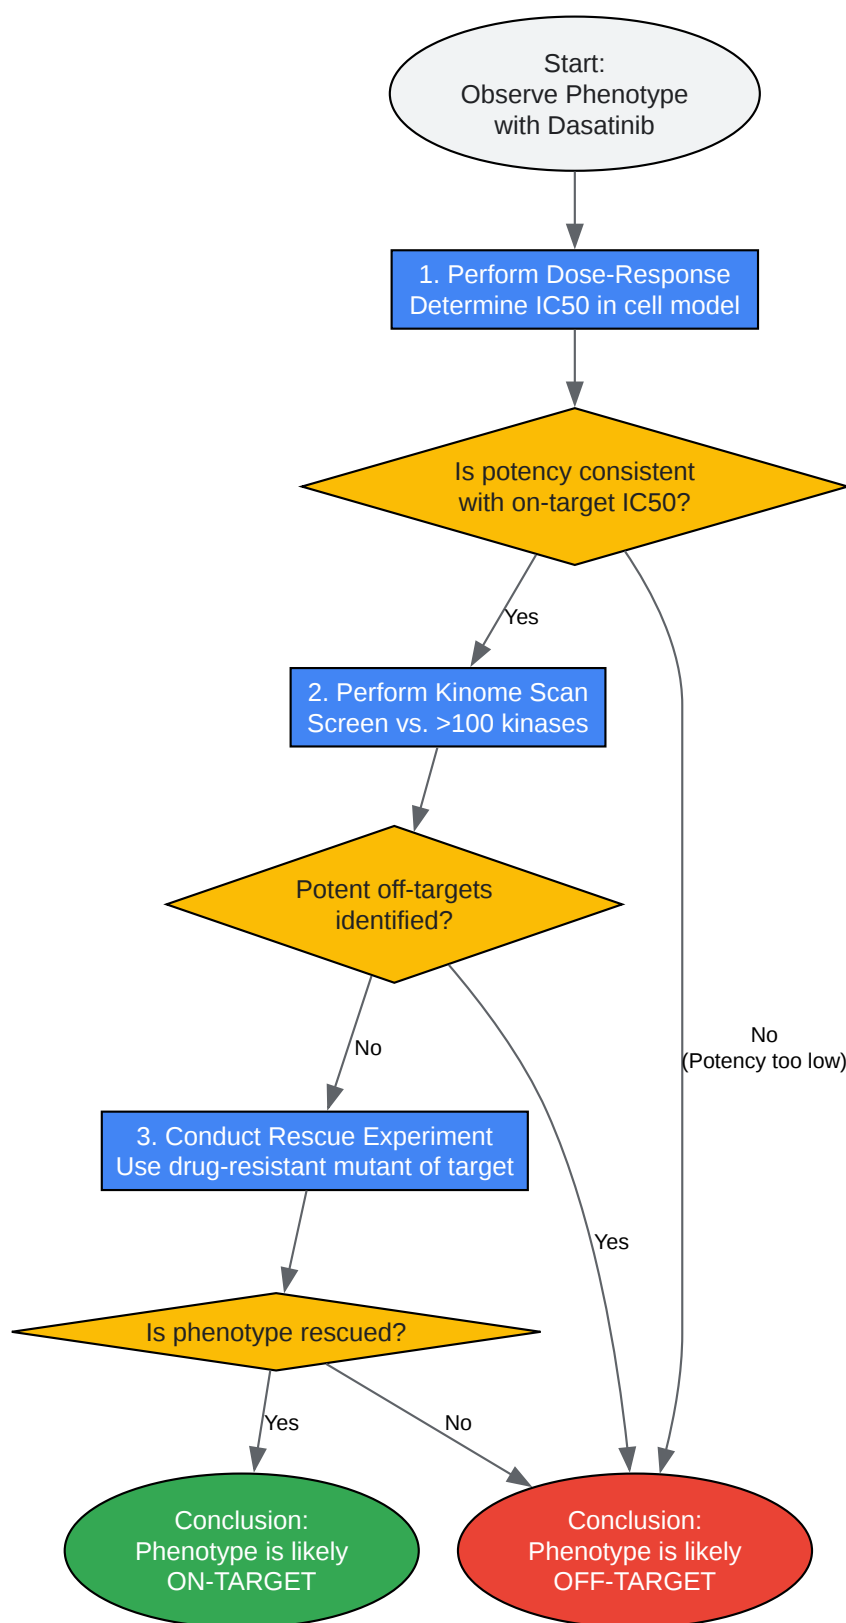 Start:
Observe Phenotype
with Dasatinib
1. Perform Dose-Response
Determine IC50 in cell model
Is potency consistent
with on-target IC50?
Yes
2. Perform Kinome Scan
Screen vs. >100 kinases
Potent off-targets
identified?
No
(Potency too low)
No
3. Conduct Rescue Experiment
Use drug-resistant mutant of target
Yes
Is phenotype rescued?
Yes
No
Conclusion:
Phenotype is likely
ON-TARGET
Conclusion:
Phenotype is likely
OFF-TARGET